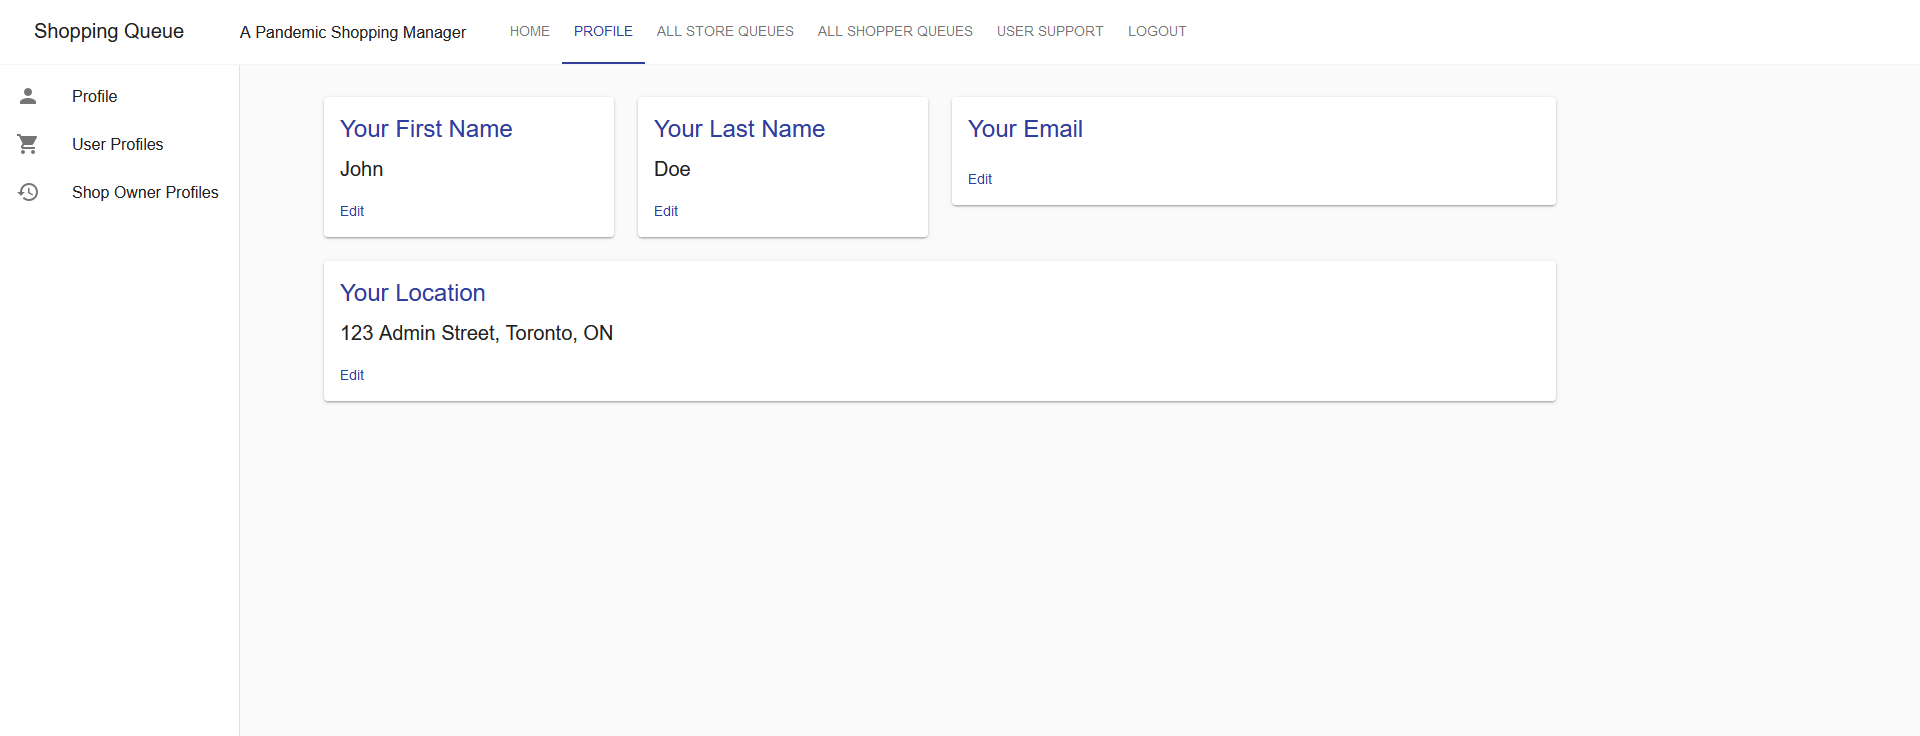 Shopping Queue
A Pandemic Shopping Manager
HOME
PROFILE
ALL STORE QUEUES
ALL SHOPPER QUEUES
USER SUPPORT
LOGOUT
Profile
User Profiles
Shop Owner Profiles
Your First Name
John
Edit
Your Last Name
Doe
Edit
Your Email
Edit
Your Location
123 Admin Street, Toronto, ON
Edit